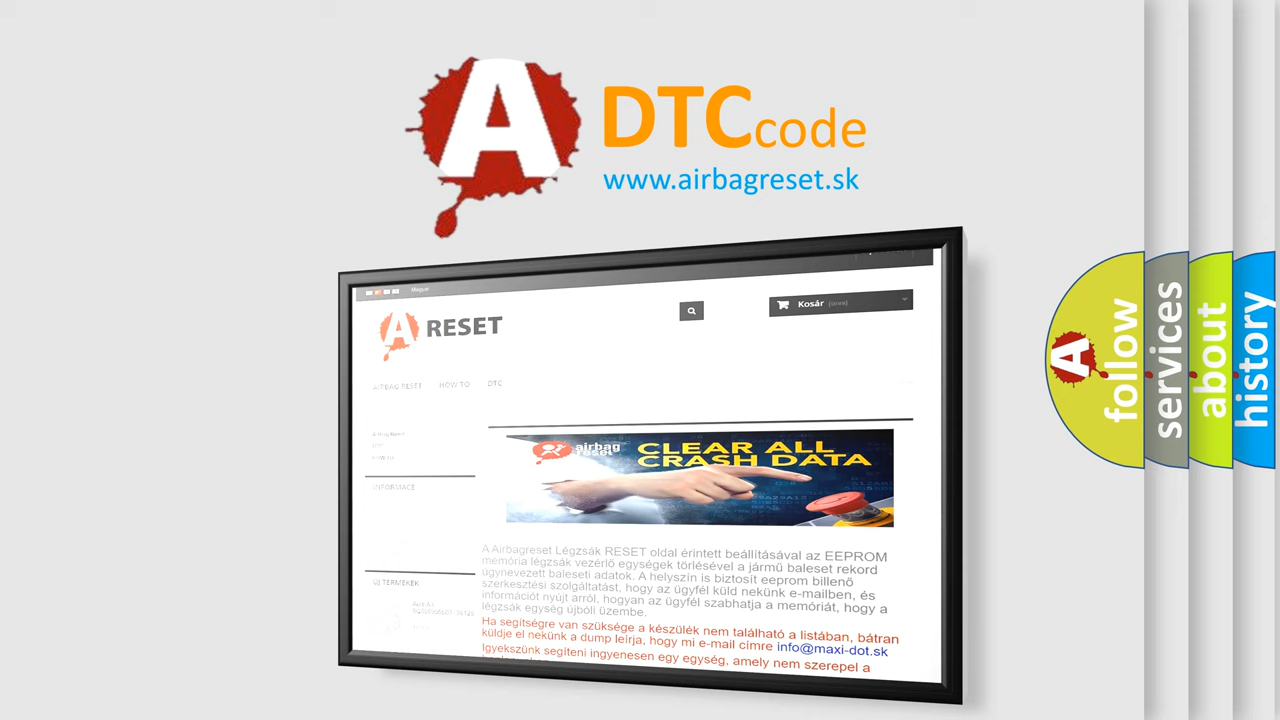 A
DTCcode
www.airbagreset.sk
Magyar
A RESET
Kosár (üres)
AIRBAG RESET HOW TO DTC
INFORMACE
airbag
reset
CLEAR ALL
CRASH DATA
A Airbagreset Légzsák RESET oldal érintett beállításával az EEPROM
memória légzsák vezérlő egységek törlésével a jármű baleset rekord
úgynevezett baleseti adatok. A helyszín is biztosít eeprom billenő
szerkesztési szolgáltatást, hogy az ügyfél küld nekünk e-mailben, és
információt nyújt arról, hogyan az ügyfél szabhatja a memóriát, hogy a
légzsák egység újbóli üzembe.
Ha segítségre van szüksége a készülék nem található a listában, bátran
küldje el nekünk a dump leírja, hogy mi e-mail címre info@maxi-dot.sk
Igyekszünk segíteni ingyenesen egy egység, amely nem szerepel a
ÚJ TERMÉKEK
A
follow
services
about
history